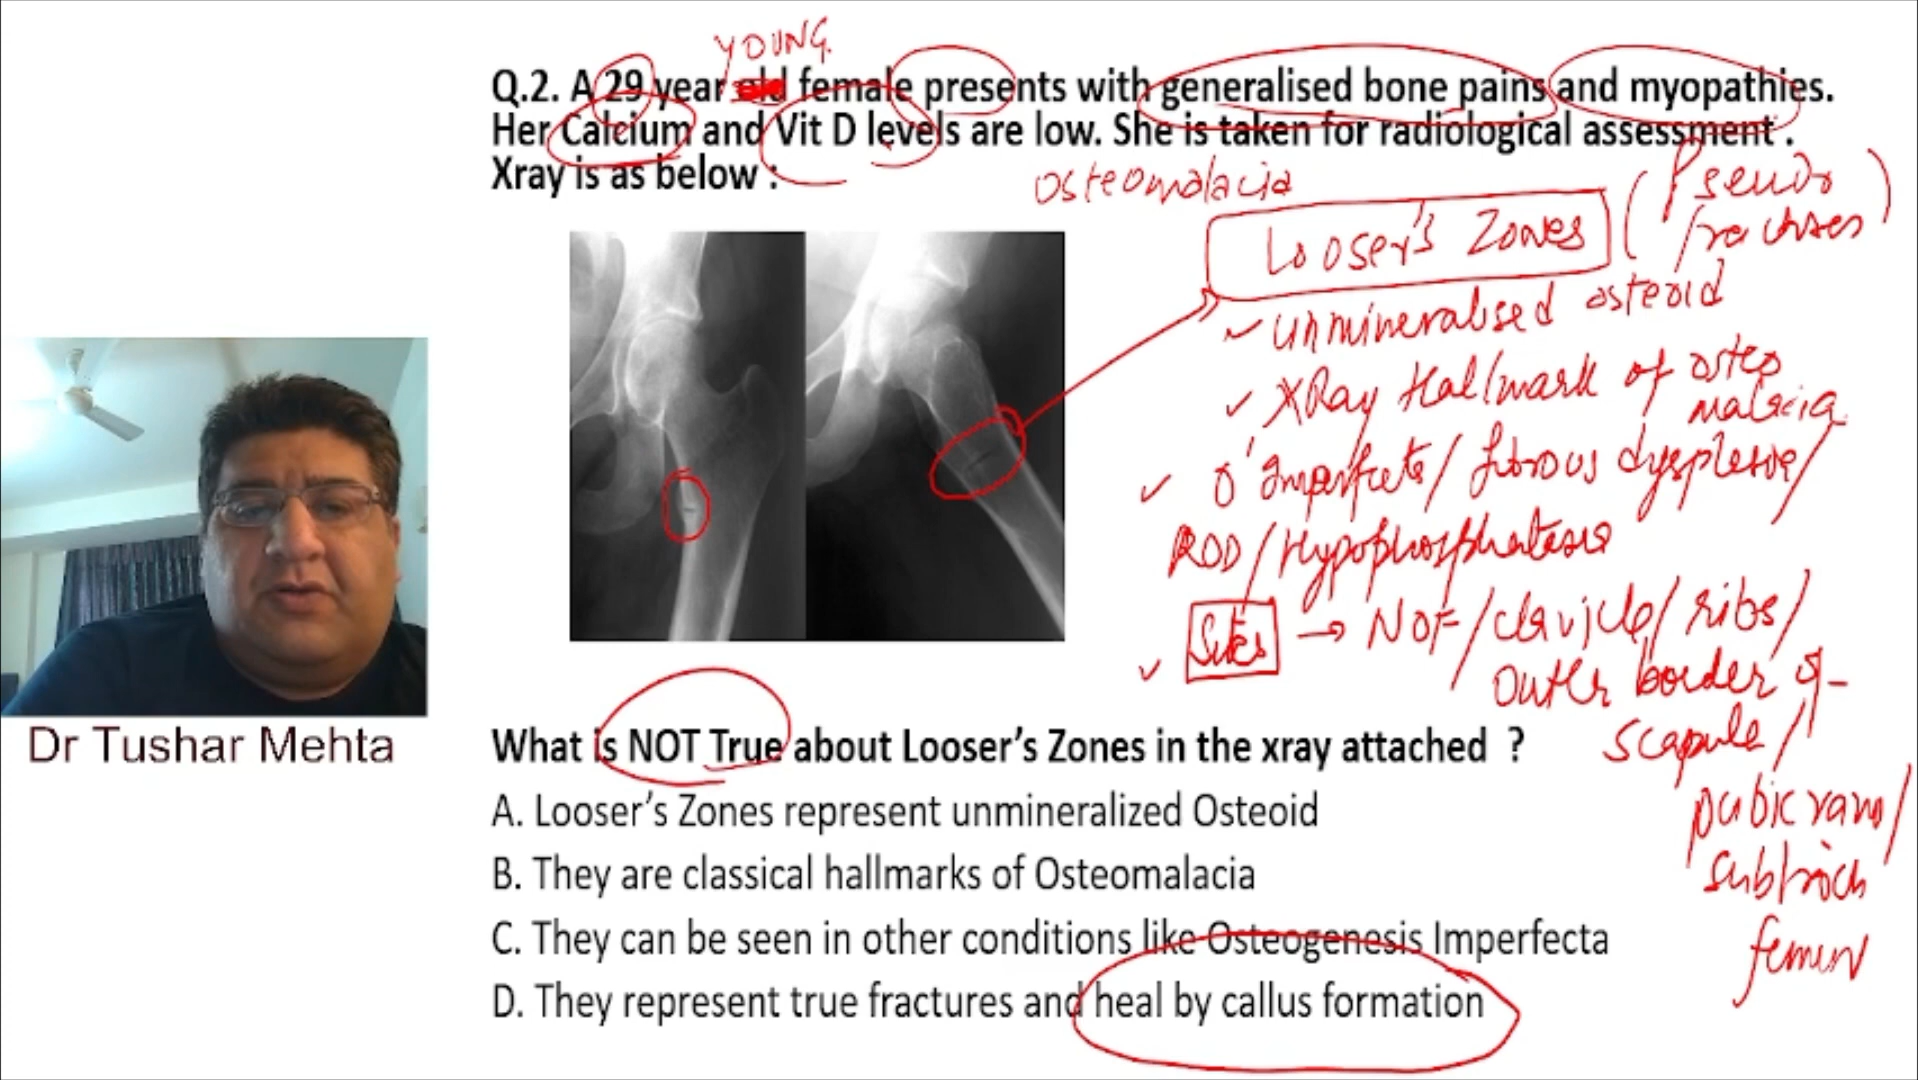 YOUNG
Q.2. A 29 year old female presents with generalised bone pains and myopathies.
Her Calcium and Vit D levels are low. She is taken for radiological assessment .
Xray is as below :
Osteomalacia
Looser's Zones (Pseudo
fractures)
unmineralised osteoid
XRay Hallmark of osteo
malacia
O'Imperfecta/fibrous dysplasia/
ROD/Hypophosphatasia
Sites → NOF/clavicle/ribs/
Outer border of
scapula/
pubic rami/
subtroch
femur
Dr Tushar Mehta
What is NOT True about Looser’s Zones in the xray attached ?
A. Looser’s Zones represent unmineralized Osteoid
B. They are classical hallmarks of Osteomalacia
C. They can be seen in other conditions like Osteogenesis Imperfecta
D. They represent true fractures and heal by callus formation